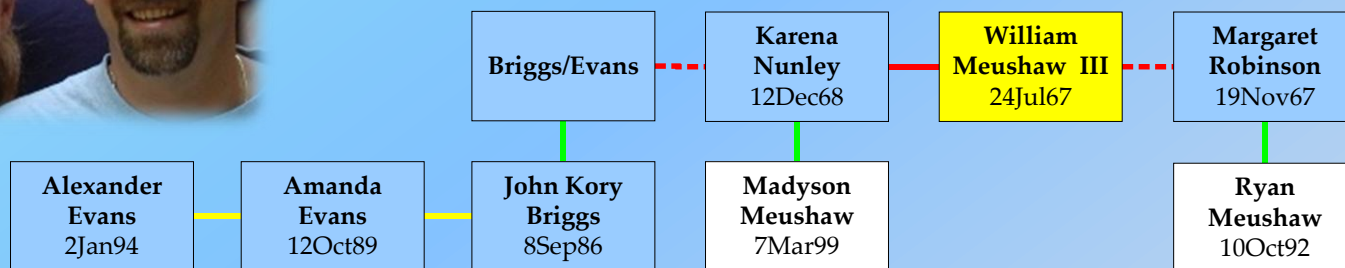 Briggs/Evans
Karena
Nunley
12Dec68
William
Meushaw III
24Jul67
Margaret
Robinson
19Nov67
Alexander
Evans
2Jan94
Amanda
Evans
12Oct89
John Kory
Briggs
8Sep86
Madyson
Meushaw
7Mar99
Ryan
Meushaw
10Oct92